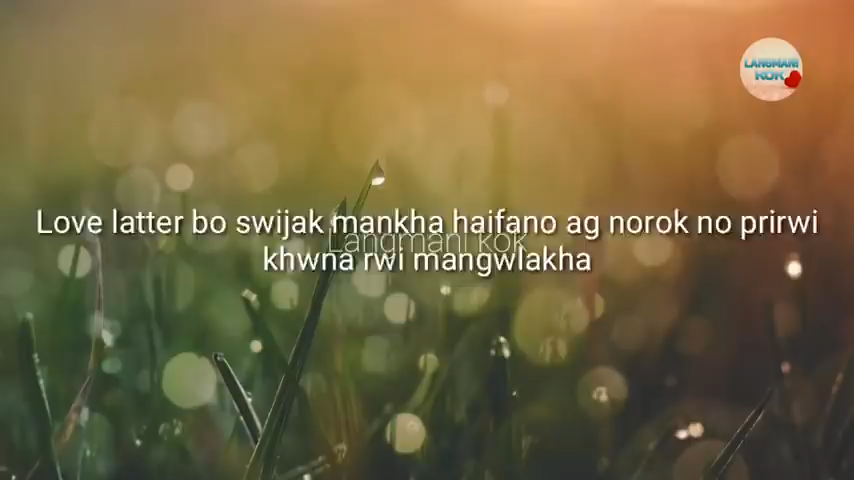 LANGMANI
KOK
Love latter bo swijak mankha haifano ag norok no prirwi
Langmani kok
khwna rwi mangwlakha